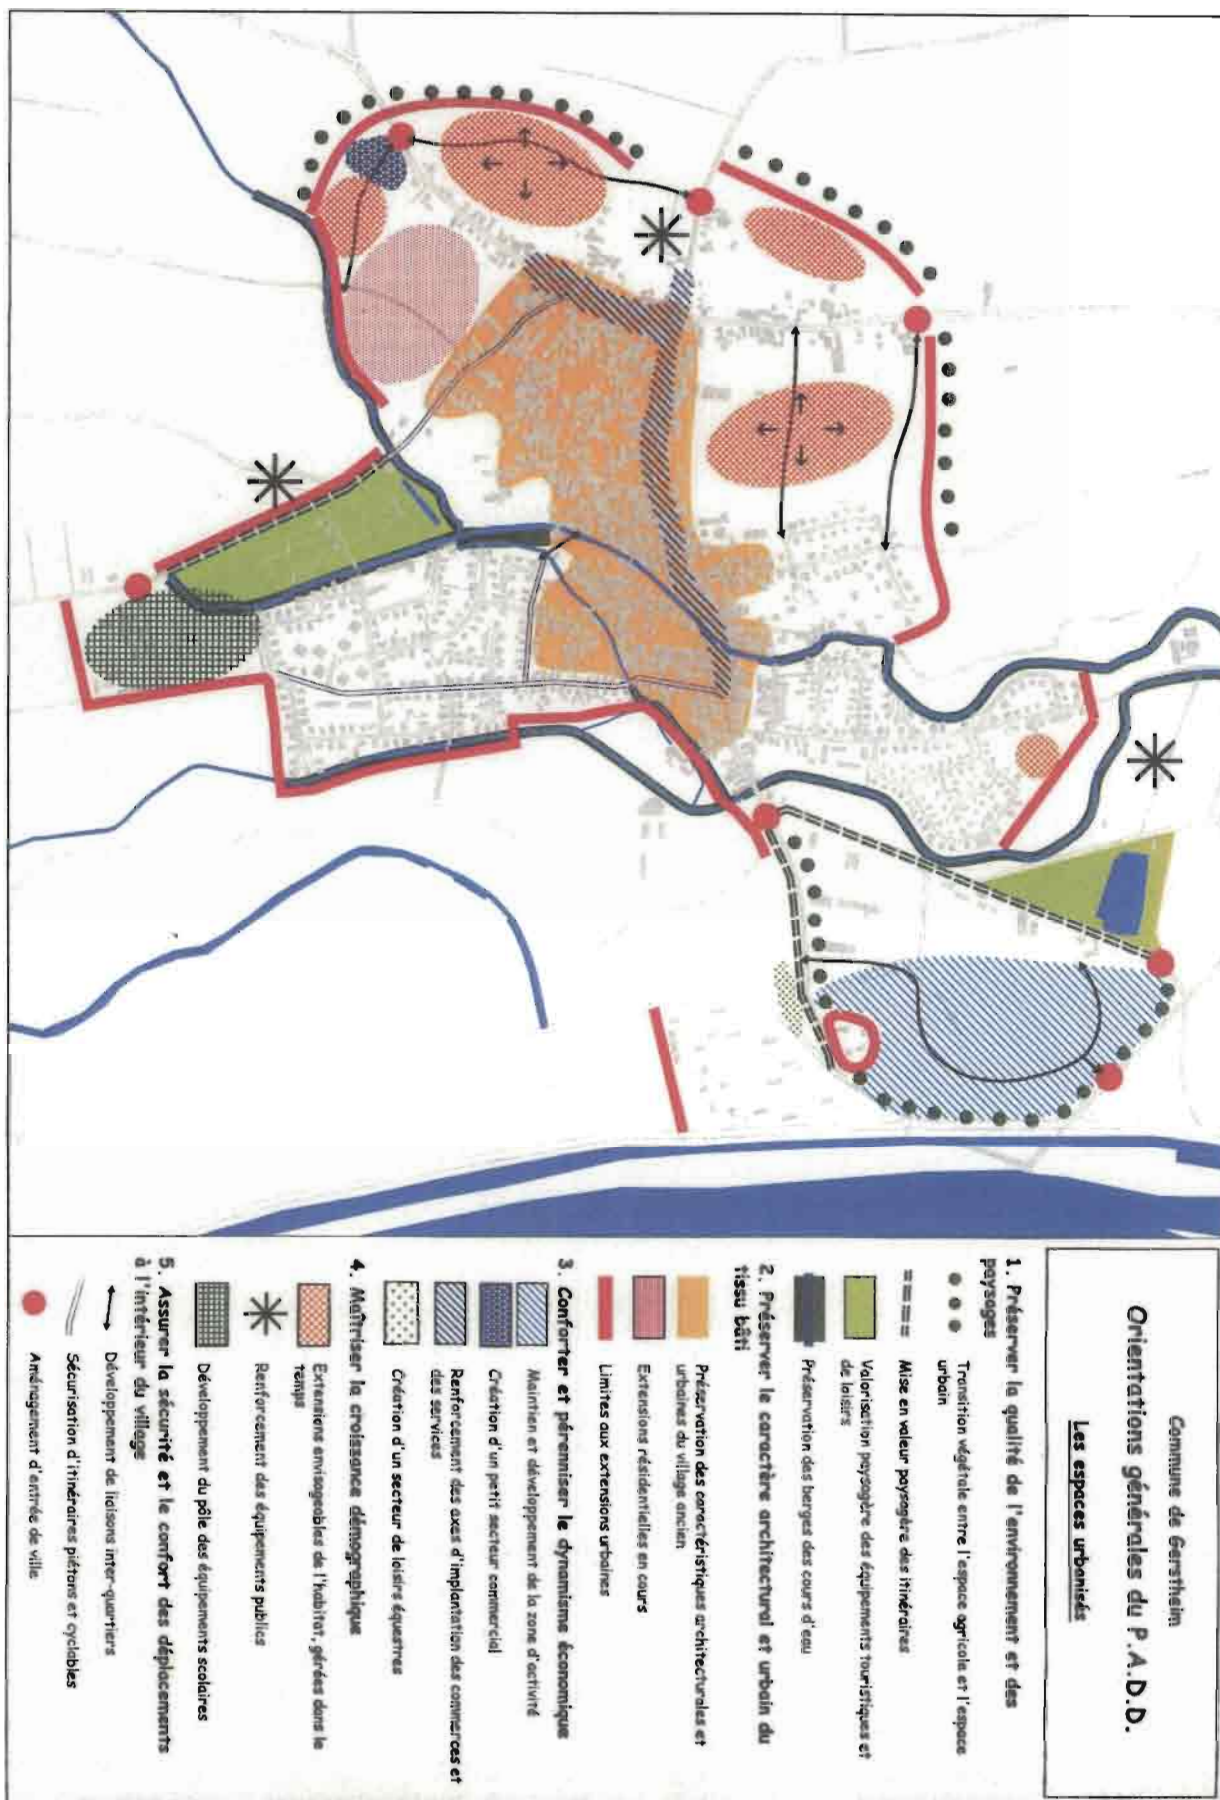 Commune de Gerstheim
Orientations générales du P.A.D.D.
Les espaces urbanisés
1. Préserver la qualité de l'environnement et des
paysages
Transition végétale entre l'espace agricole et l'espace
urbain
Mise en valeur paysagère des itinéraires
Valorisation paysagère des équipements touristiques et
de loisirs
Préservation des berges des cours d'eau
2. Préserver le caractère architectural et urbain du
tissu bâti
Préservation des caractéristiques architecturales et
urbaines du village ancien
Extensions résidentielles en cours
Limites aux extensions urbaines
3. Conforter et pérenniser le dynamisme économique
Maintien et développement de la zone d'activité
Création d'un petit secteur commercial
Renforcement des axes d'implantation des commerces et
des services
Création d'un secteur de loisirs équestres
4. Maîtriser la croissance démographique
Extensions envisageables de l'habitat, gérées dans le
temps
Renforcement des équipements publics
Développement du pôle des équipements scolaires
5. Assurer la sécurité et le confort des déplacements
à l'intérieur du village
Développement de liaisons inter-quartiers
Sécurisation d'itinéraires piétons et cyclables
Aménagement d'entrée de ville